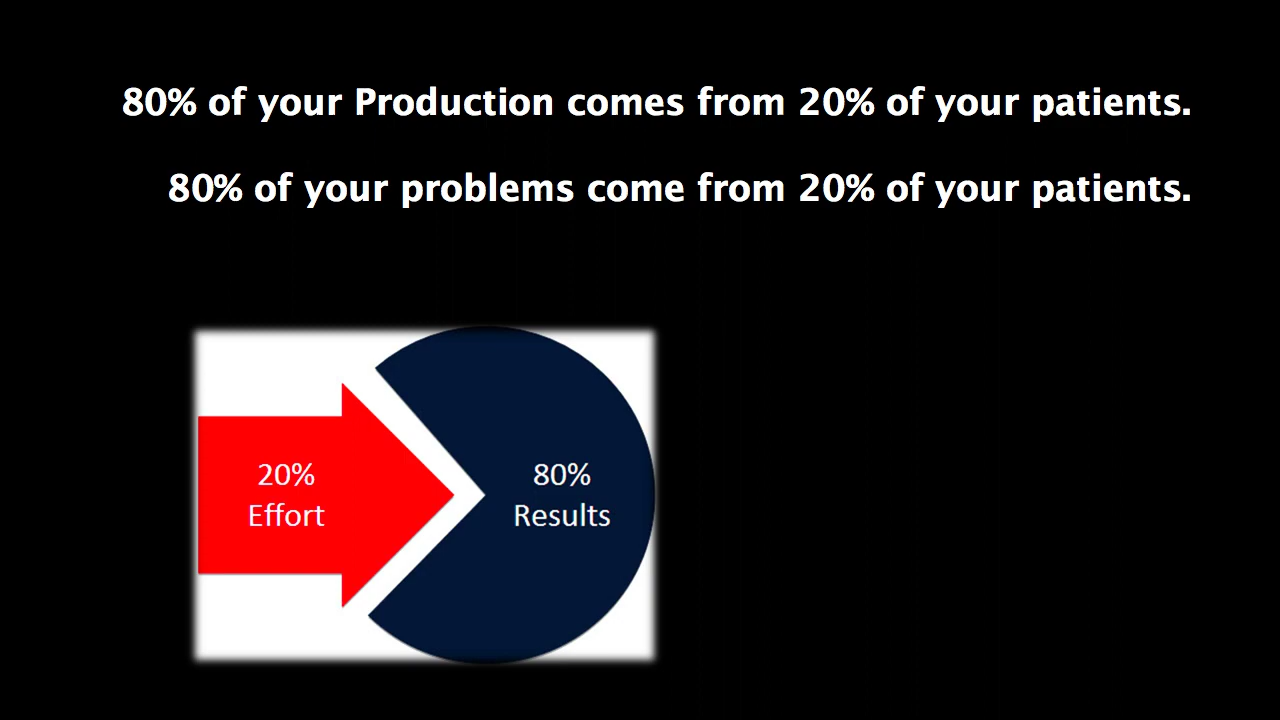 80% of your Production comes from 20% of your patients.
80% of your problems come from 20% of your patients.
20%
Effort
80%
Results